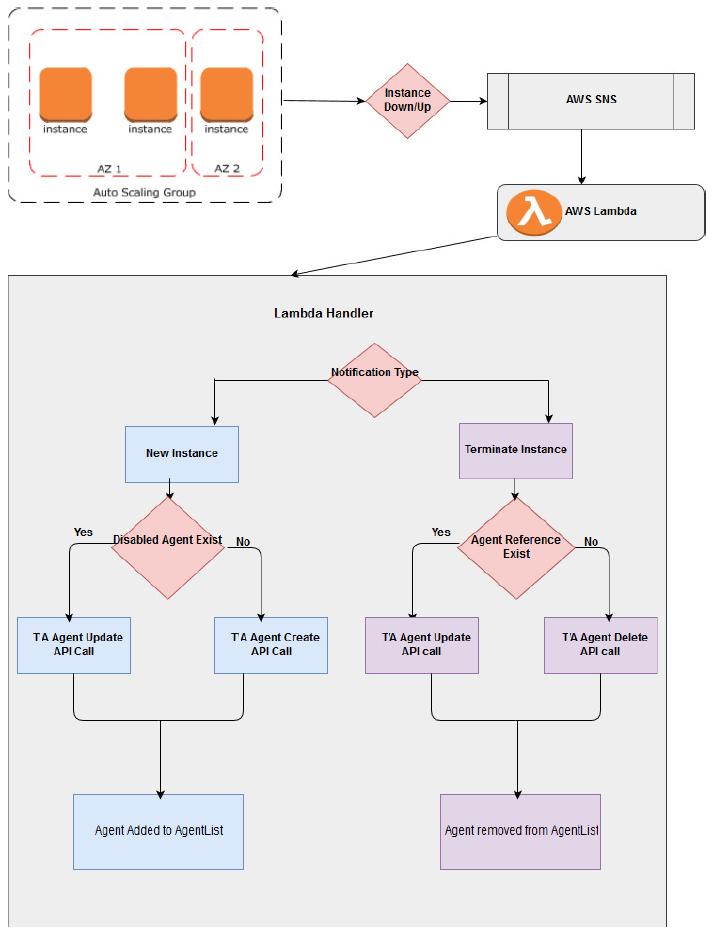 instance
instance
instance
AZ 1
AZ 2
Auto Scaling Group
Instance
Down/Up
AWS SNS
AWS Lambda
Lambda Handler
Notification Type
New Instance
Terminate Instance
Disabled Agent Exist
Yes
No
Agent Reference
Exist
Yes
No
TA Agent Update
API Call
TA Agent Create
API Call
TA Agent Update
API call
TA Agent Delete
API call
Agent Added to AgentList
Agent removed from AgentList